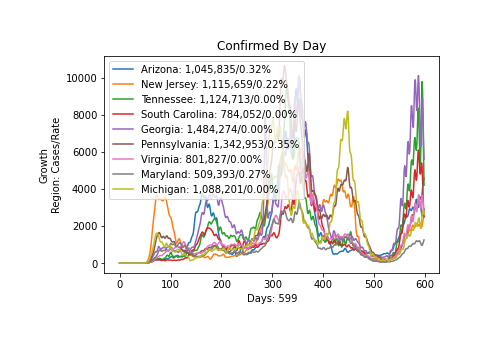 Confirmed By Day
Growth
Region: Cases/Rate
10000
8000
6000
4000
2000
0
Arizona: 1,045,835/0.32%
New Jersey: 1,115,659/0.22%
Tennessee: 1,124,713/0.00%
South Carolina: 784,052/0.00%
Georgia: 1,484,274/0.00%
Pennsylvania: 1,342,953/0.35%
Virginia: 801,827/0.00%
Maryland: 509,393/0.27%
Michigan: 1,088,201/0.00%
0 100 200 300 400 500 600
Days: 599